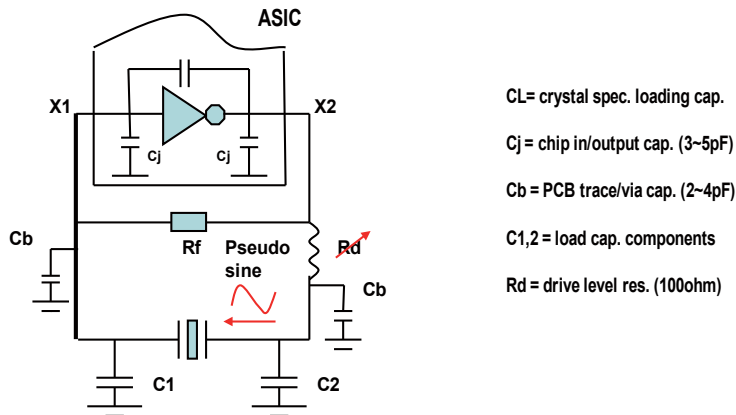 ASIC
X1
X2
Cj
Cj
Cb
Rf
Pseudo
sine
Rd
Cb
C1
C2
CL= crystal spec. loading cap.
Cj = chip in/output cap. (3~5pF)
Cb = PCB trace/via cap. (2~4pF)
C1,2 = load cap. components
Rd = drive level res. (100ohm)